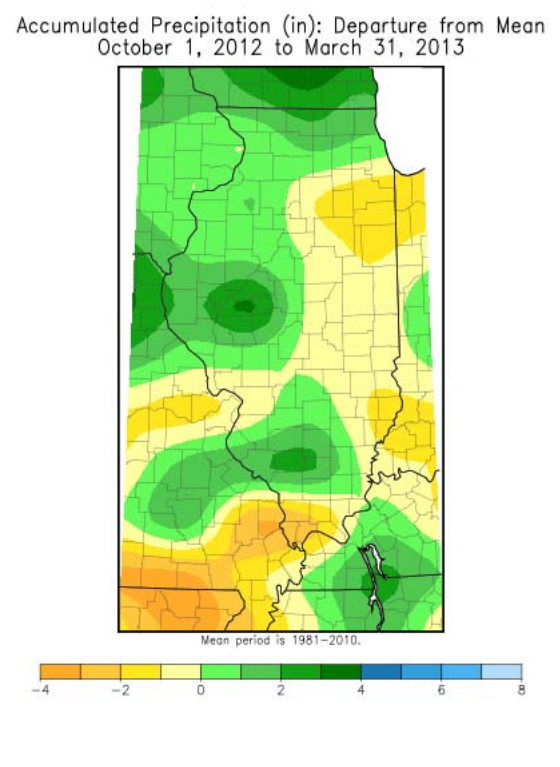 Accumulated Precipitation (in): Departure from Mean
October 1, 2012 to March 31, 2013
Mean period is 1981-2010.
-4 -2 0 2 4 6 8